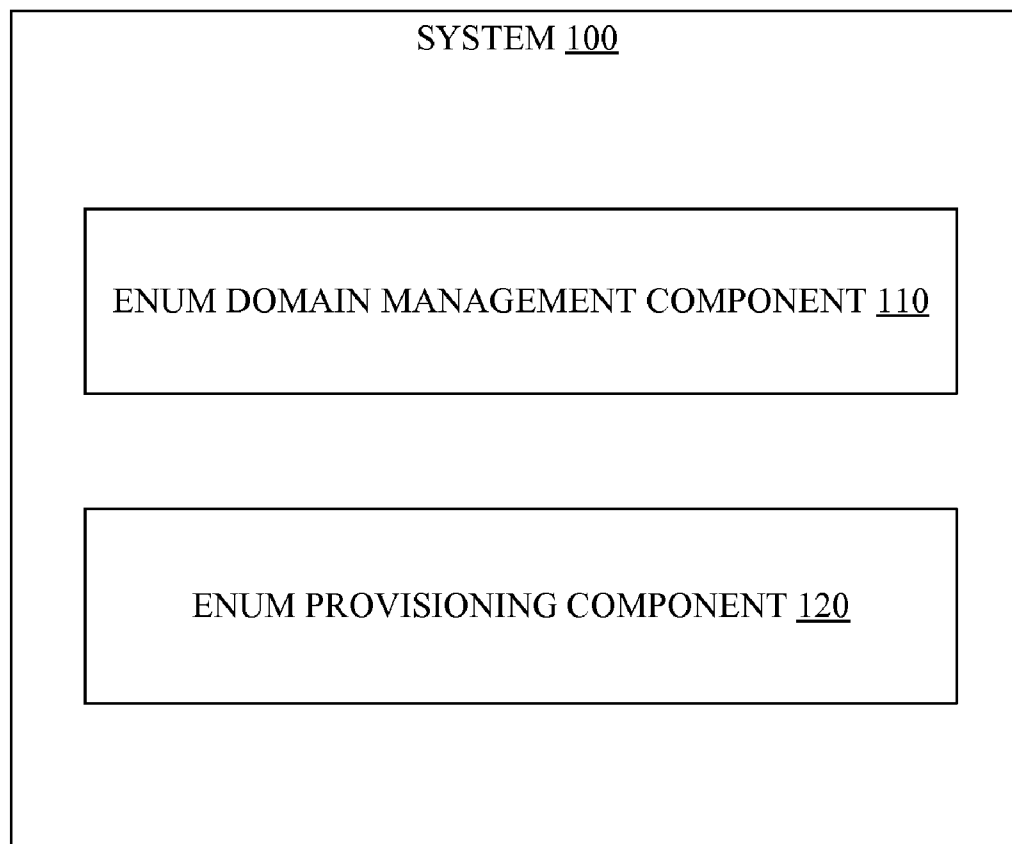 SYSTEM 100
ENUM DOMAIN MANAGEMENT COMPONENT 110
ENUM PROVISIONING COMPONENT 120